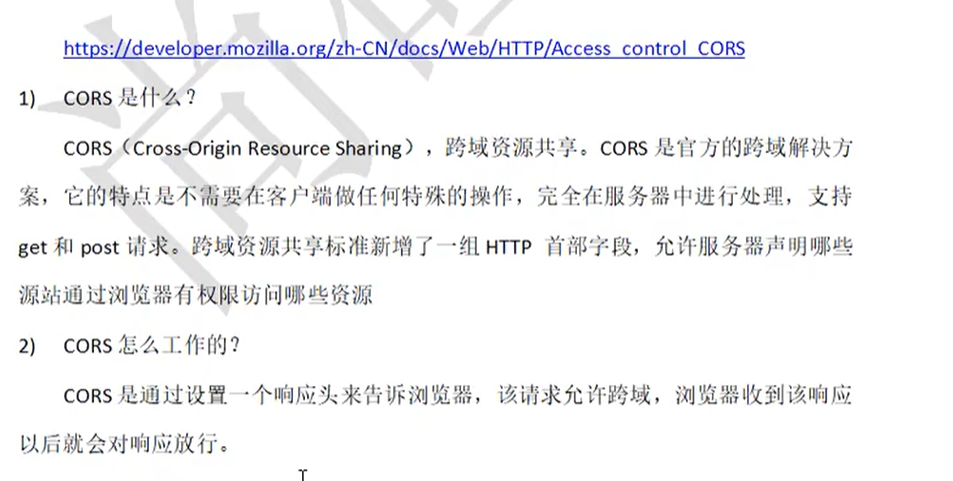 https://developer.mozilla.org/zh-CN/docs/Web/HTTP/Access_control_CORS
1) CORS 是什么?
CORS（Cross-Origin Resource Sharing），跨域资源共享。CORS 是官方的跨域解决方
案，它的特点是不需要在客户端做任何特殊的操作，完全在服务器中进行处理，支持
get 和 post 请求。跨域资源共享标准新增了一组 HTTP 首部字段，允许服务器声明哪些
源站通过浏览器有权限访问哪些资源
2) CORS 怎么工作的?
CORS 是通过设置一个响应头来告诉浏览器，该请求允许跨域，浏览器收到该响应
以后就会对响应放行。